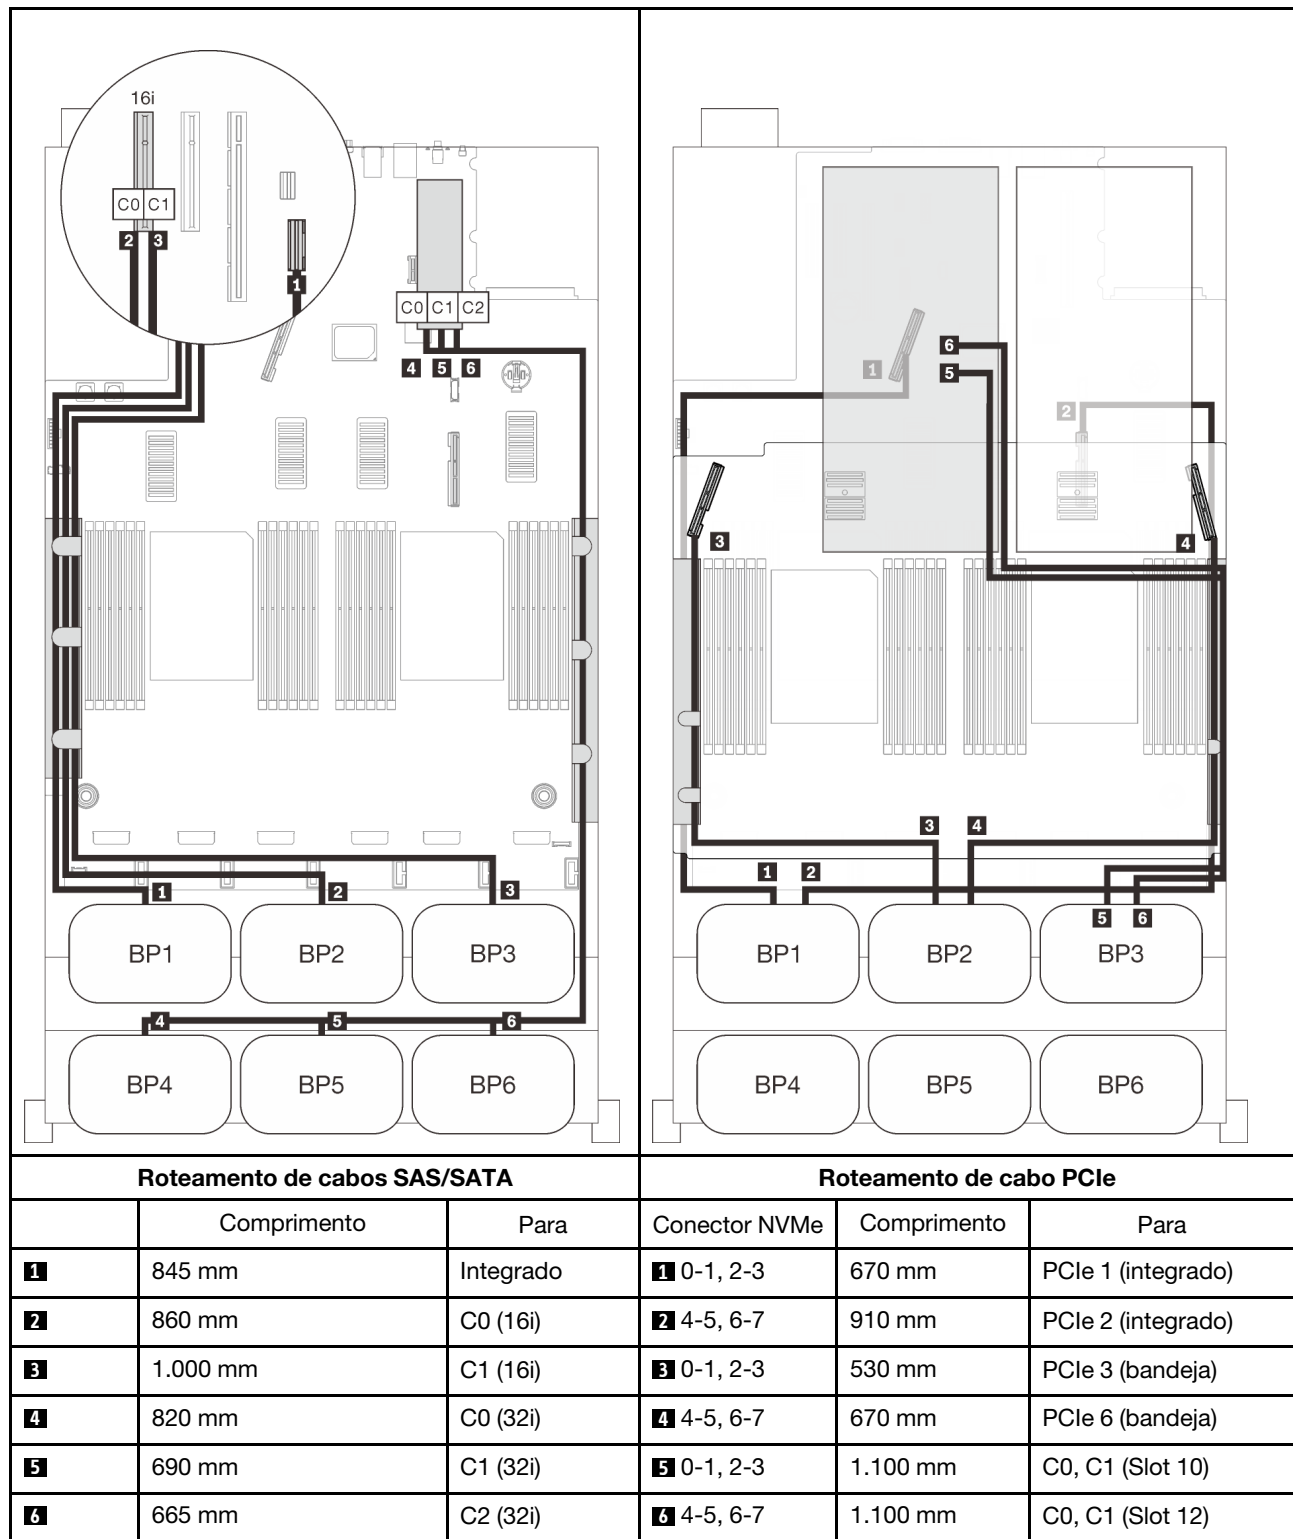 16i
C0 C1
2 3
1
C0 C1 C2
4 5 6
1 2 3
BP1 BP2 BP3
4 5 6
BP4 BP5 BP6
6
1 5
2
3 4
3 4
1 2
5 6
BP1 BP2 BP3
BP4 BP5 BP6
Roteamento de cabos SAS/SATA Roteamento de cabo PCIe
Comprimento Para Conector NVMe Comprimento Para
1 845 mm Integrado 1 0-1, 2-3 670 mm PCIe 1 (integrado)
2 860 mm C0 (16i) 2 4-5, 6-7 910 mm PCIe 2 (integrado)
3 1.000 mm C1 (16i) 3 0-1, 2-3 530 mm PCIe 3 (bandeja)
4 820 mm C0 (32i) 4 4-5, 6-7 670 mm PCIe 6 (bandeja)
5 690 mm C1 (32i) 5 0-1, 2-3 1.100 mm C0, C1 (Slot 10)
6 665 mm C2 (32i) 6 4-5, 6-7 1.100 mm C0, C1 (Slot 12)